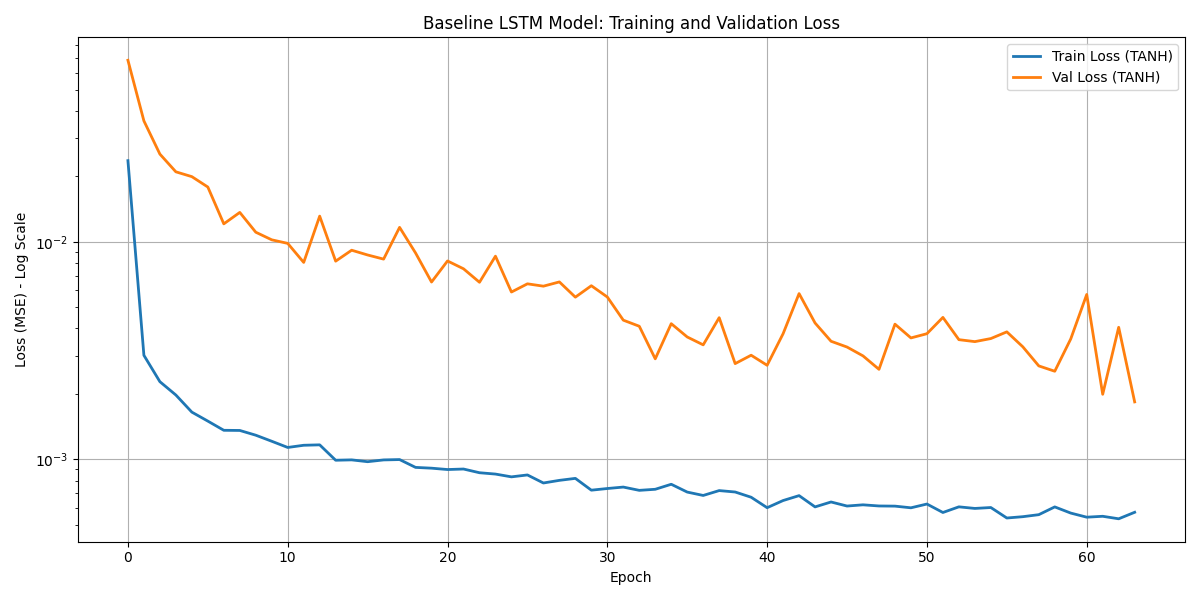 Baseline LSTM Model: Training and Validation Loss
Train Loss (TANH)
Val Loss (TANH)
Loss (MSE) - Log Scale
10⁻²
10⁻³
0 10 20 30 40 50 60
Epoch